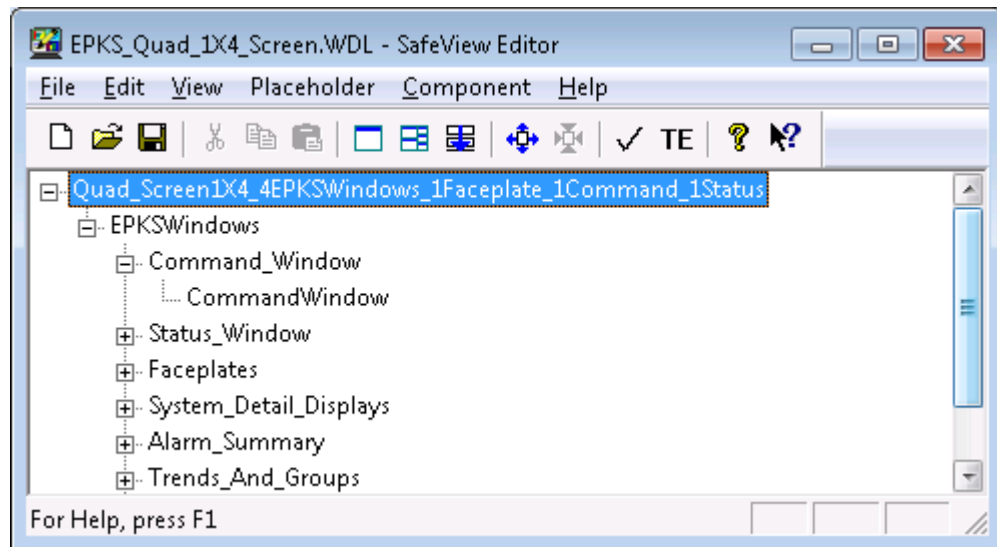 EPKS_Quad_1X4_Screen.WDL - SafeView Editor
File Edit View Placeholder Component Help
TE ? ?
Quad_Screen1X4_4EPKSWindows_1Faceplate_1Command_1Status
EPKSWindows
Command_Window
CommandWindow
Status_Window
Faceplates
System_Detail_Displays
Alarm_Summary
Trends_And_Groups
For Help, press F1